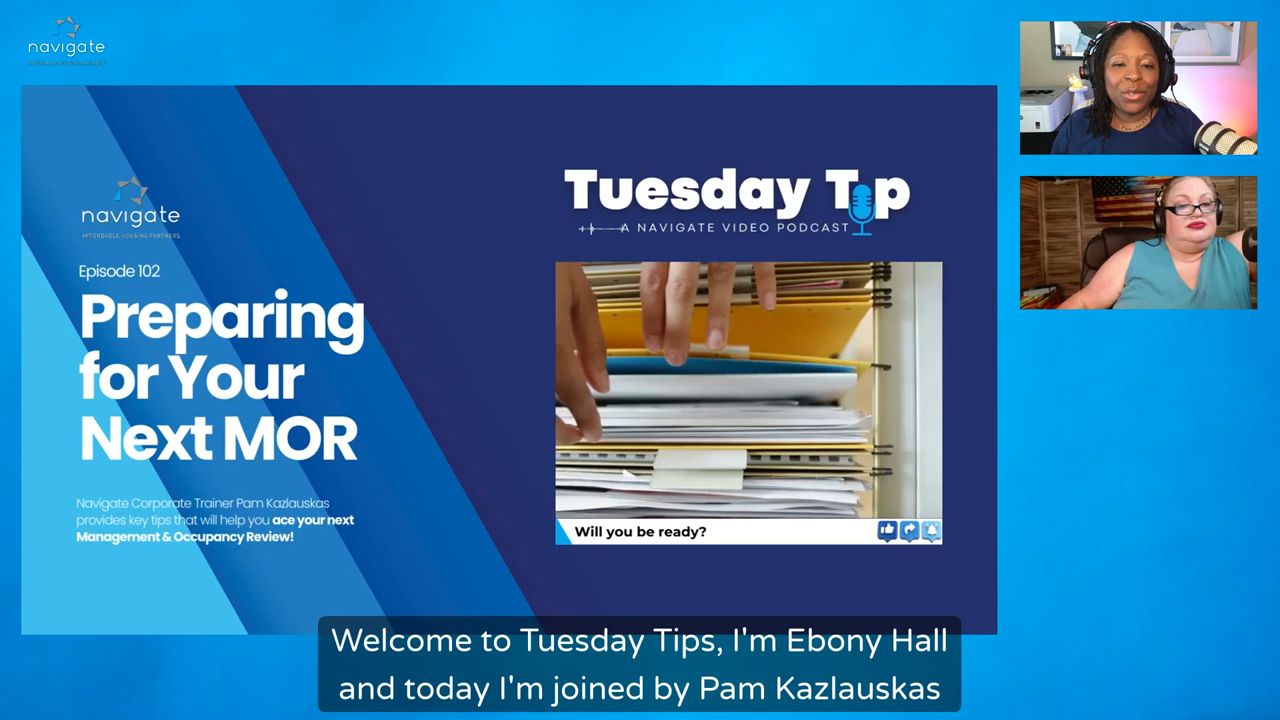 navigate
navigate
AFFORDABLE HOUSING PARTNERS
Episode 102
Preparing
for Your
Next MOR
Navigate Corporate Trainer Pam Kazlauskas
provides key tips that will help you ace your next
Management & Occupancy Review!
Tuesday Tip
A NAVIGATE VIDEO PODCAST
Will you be ready?
Welcome to Tuesday Tips, I'm Ebony Hall
and today I'm joined by Pam Kazlauskas